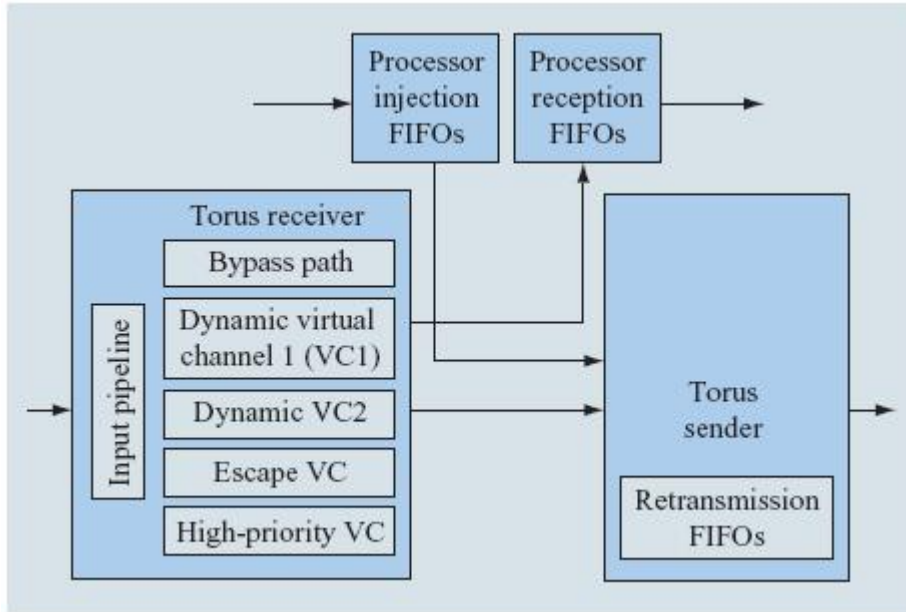 Processor
injection
FIFOs
Processor
reception
FIFOs
Torus receiver
Input pipeline
Bypass path
Dynamic virtual
channel 1 (VC1)
Dynamic VC2
Escape VC
High-priority VC
Torus
sender
Retransmission
FIFOs